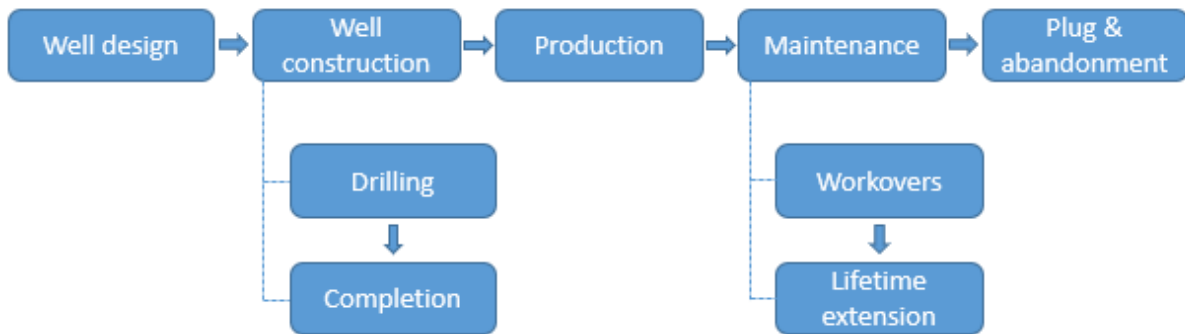 Well design
Well
construction
Production
Maintenance
Plug &
abandonment
Drilling
Workovers
Completion
Lifetime
extension